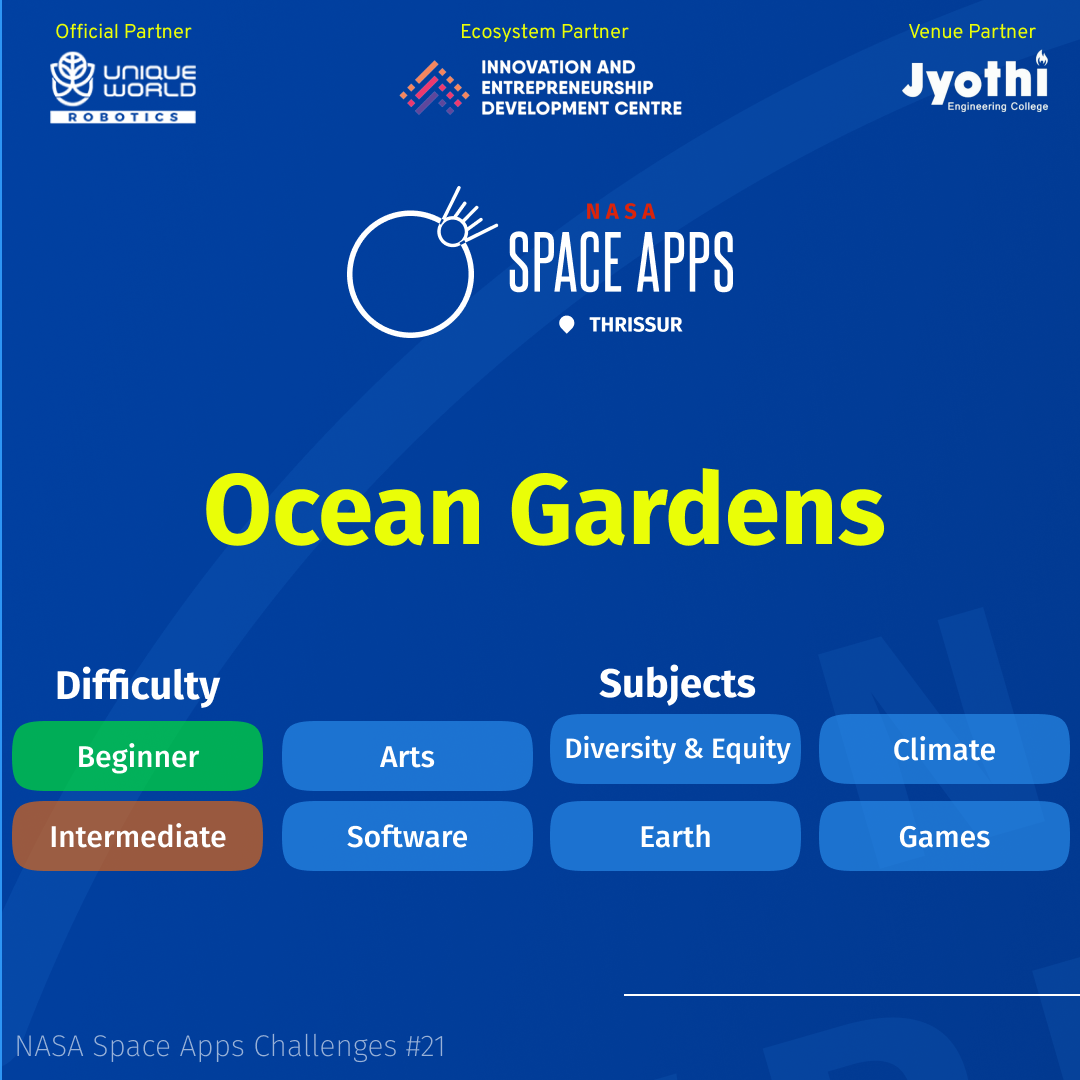 Official Partner
Ecosystem Partner
Venue Partner
UNIQUE
WORLD
ROBOTICS
INNOVATION AND
ENTREPRENEURSHIP
DEVELOPMENT CENTRE
Jyothi
Engineering College
NASA
SPACE APPS
THRISSUR
Ocean Gardens
Difficulty
Subjects
Beginner
Arts
Diversity & Equity
Climate
Intermediate
Software
Earth
Games
NASA Space Apps Challenges #21